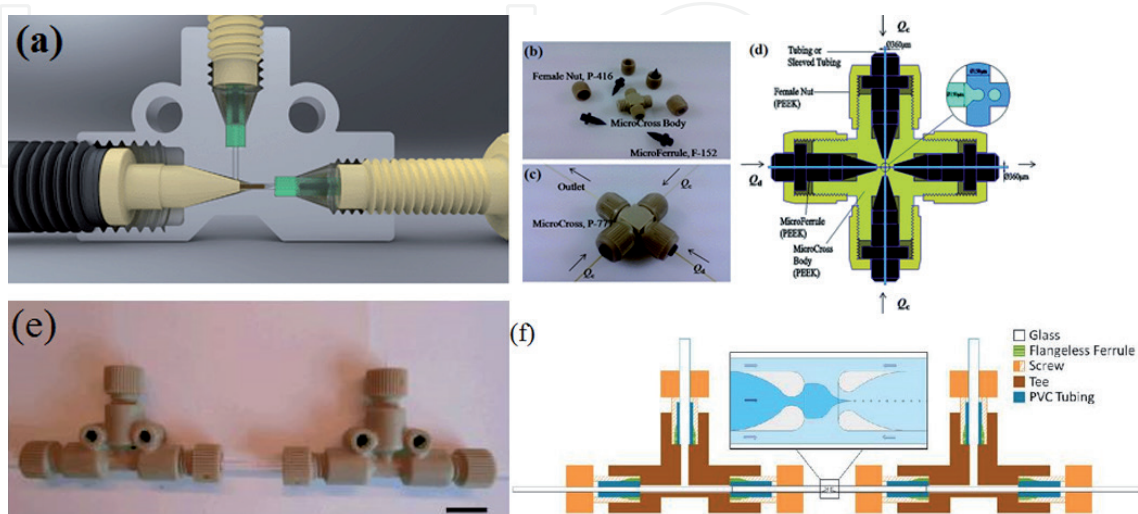 (a)
(b)
Female Nut, P-416
MicroCross Body
MicroFerrule, F-152
(c)
Outlet
Qc
MicroCross, P-77
Qc
Qd
(d)
Qc
Ø360µm
Tubing or
Sleeved Tubing
Female Nut
(PEEK)
Qd
Ø360µm
MicroFerrule
(PEEK)
MicroCross
Body
(PEEK)
Qc
(e)
(f)
Glass
Flangeless Ferrule
Screw
Tee
PVC Tubing